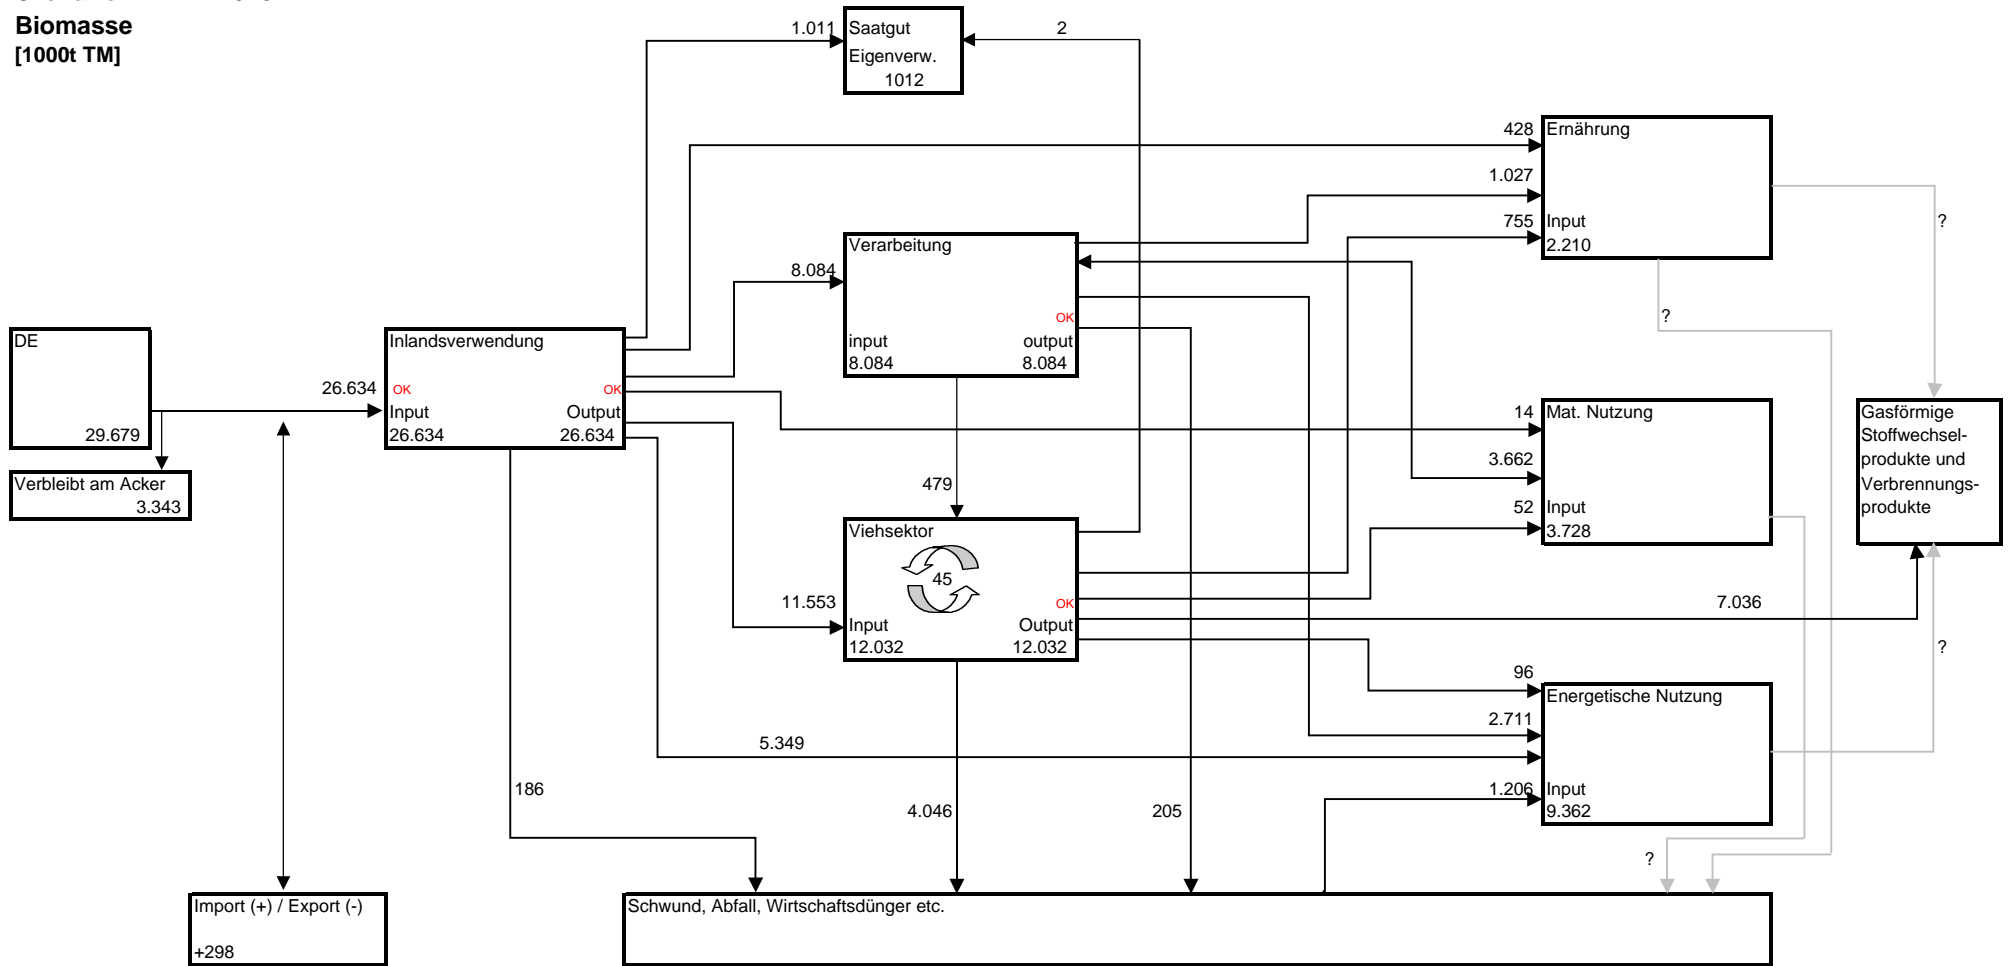 Biomasse
[1000t TM]
1.011
Saatgut
Eigenverw.
1012
2
428
Ernährung
1.027
755
Input
2.210
?
?
8.084
Verarbeitung
OK
input
8.084
output
8.084
DE
29.679
26.634
Inlandsverwendung
OK
OK
Input
26.634
Output
26.634
Verbleibt am Acker
3.343
479
14
Mat. Nutzung
3.662
52
Input
3.728
Gasförmige
Stoffwechsel-
produkte und
Verbrennungs-
produkte
11.553
Viehsektor
45
OK
Input
12.032
Output
12.032
7.036
?
96
Energetische Nutzung
2.711
5.349
1.206
Input
9.362
186
4.046
205
?
Import (+) / Export (-)
+298
Schwund, Abfall, Wirtschaftsdünger etc.